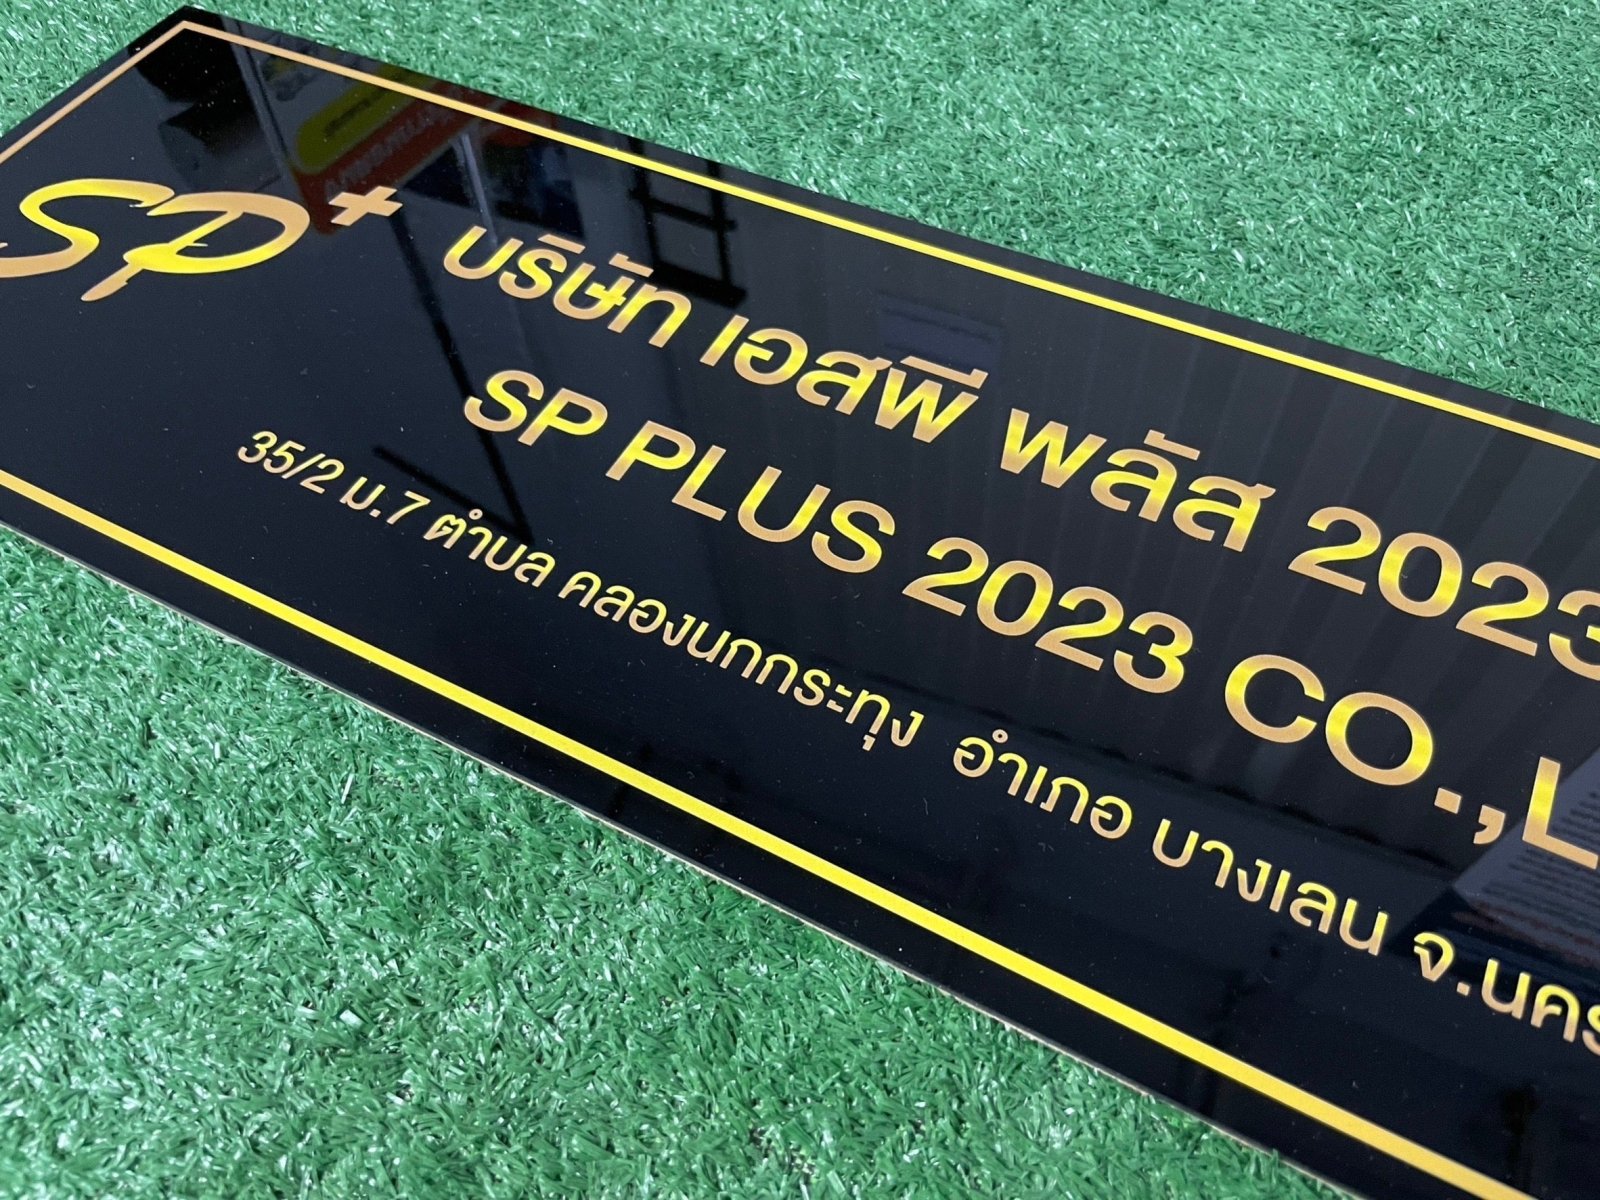 SP+
บริษัท เอสพี พลัส 2023
SP PLUS 2023 CO.,L
35/2 ม.7 ตำบล คลองนกกระทุง อำเภอ บางเลน จ.นคร